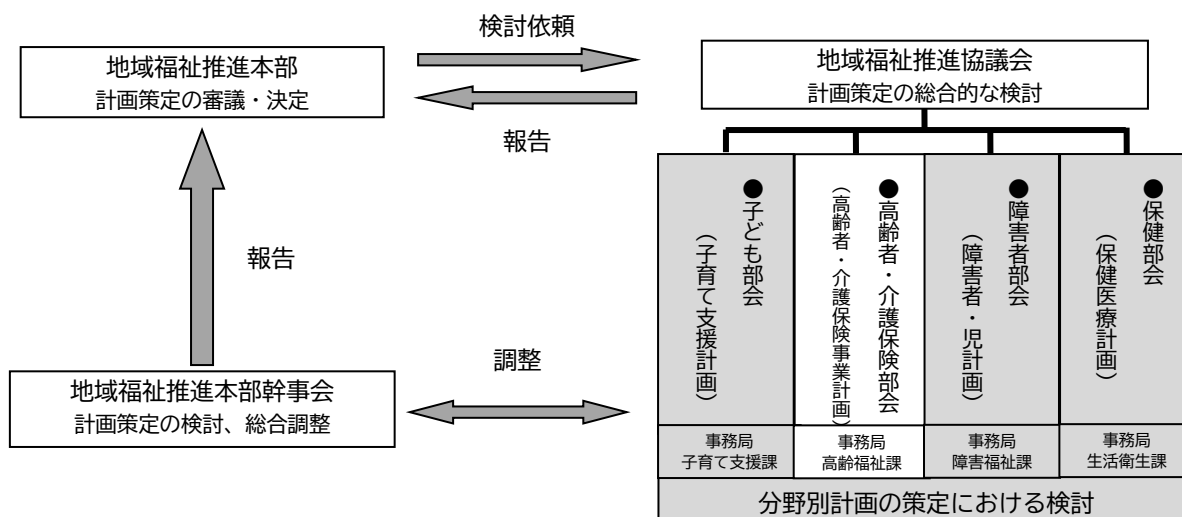 検討依頼
地域福祉推進本部
計画策定の審議・決定
地域福祉推進協議会
計画策定の総合的な検討
報告
報告
調整
地域福祉推進本部幹事会
計画策定の検討、総合調整
●子ども部会
（子育て支援計画）
●高齢者・介護保険部会
（高齢者・介護保険事業計画）
●障害者部会
（障害者・児計画）
●保健部会
（保健医療計画）
事務局
子育て支援課
事務局
高齢福祉課
事務局
障害福祉課
事務局
生活衛生課
分野別計画の策定における検討